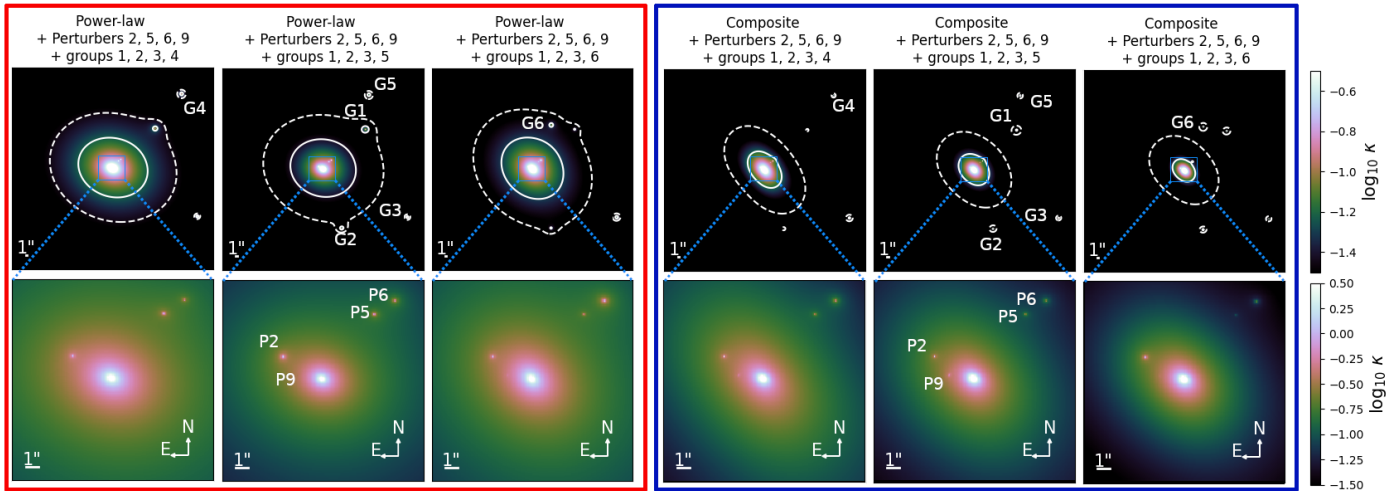 Power-law
+ Perturbers 2, 5, 6, 9
+ groups 1, 2, 3, 4
Power-law
+ Perturbers 2, 5, 6, 9
+ groups 1, 2, 3, 5
Power-law
+ Perturbers 2, 5, 6, 9
+ groups 1, 2, 3, 6
Composite
+ Perturbers 2, 5, 6, 9
+ groups 1, 2, 3, 4
Composite
+ Perturbers 2, 5, 6, 9
+ groups 1, 2, 3, 5
Composite
+ Perturbers 2, 5, 6, 9
+ groups 1, 2, 3, 6
G4
1"
G5
G1
G3
G2
1"
G6
1"
G4
1"
G5
G1
G3
G2
1"
G6
1"
−0.6
−0.8
−1.0
−1.2
−1.4
log₁₀ κ
N
E
1"
P6
P5
P2
P9
N
E
1"
N
E
1"
N
E
1"
P6
P5
P2
P9
N
E
1"
N
E
1"
0.50
0.25
0.00
−0.25
−0.50
−0.75
−1.00
−1.25
−1.50
log₁₀ κ